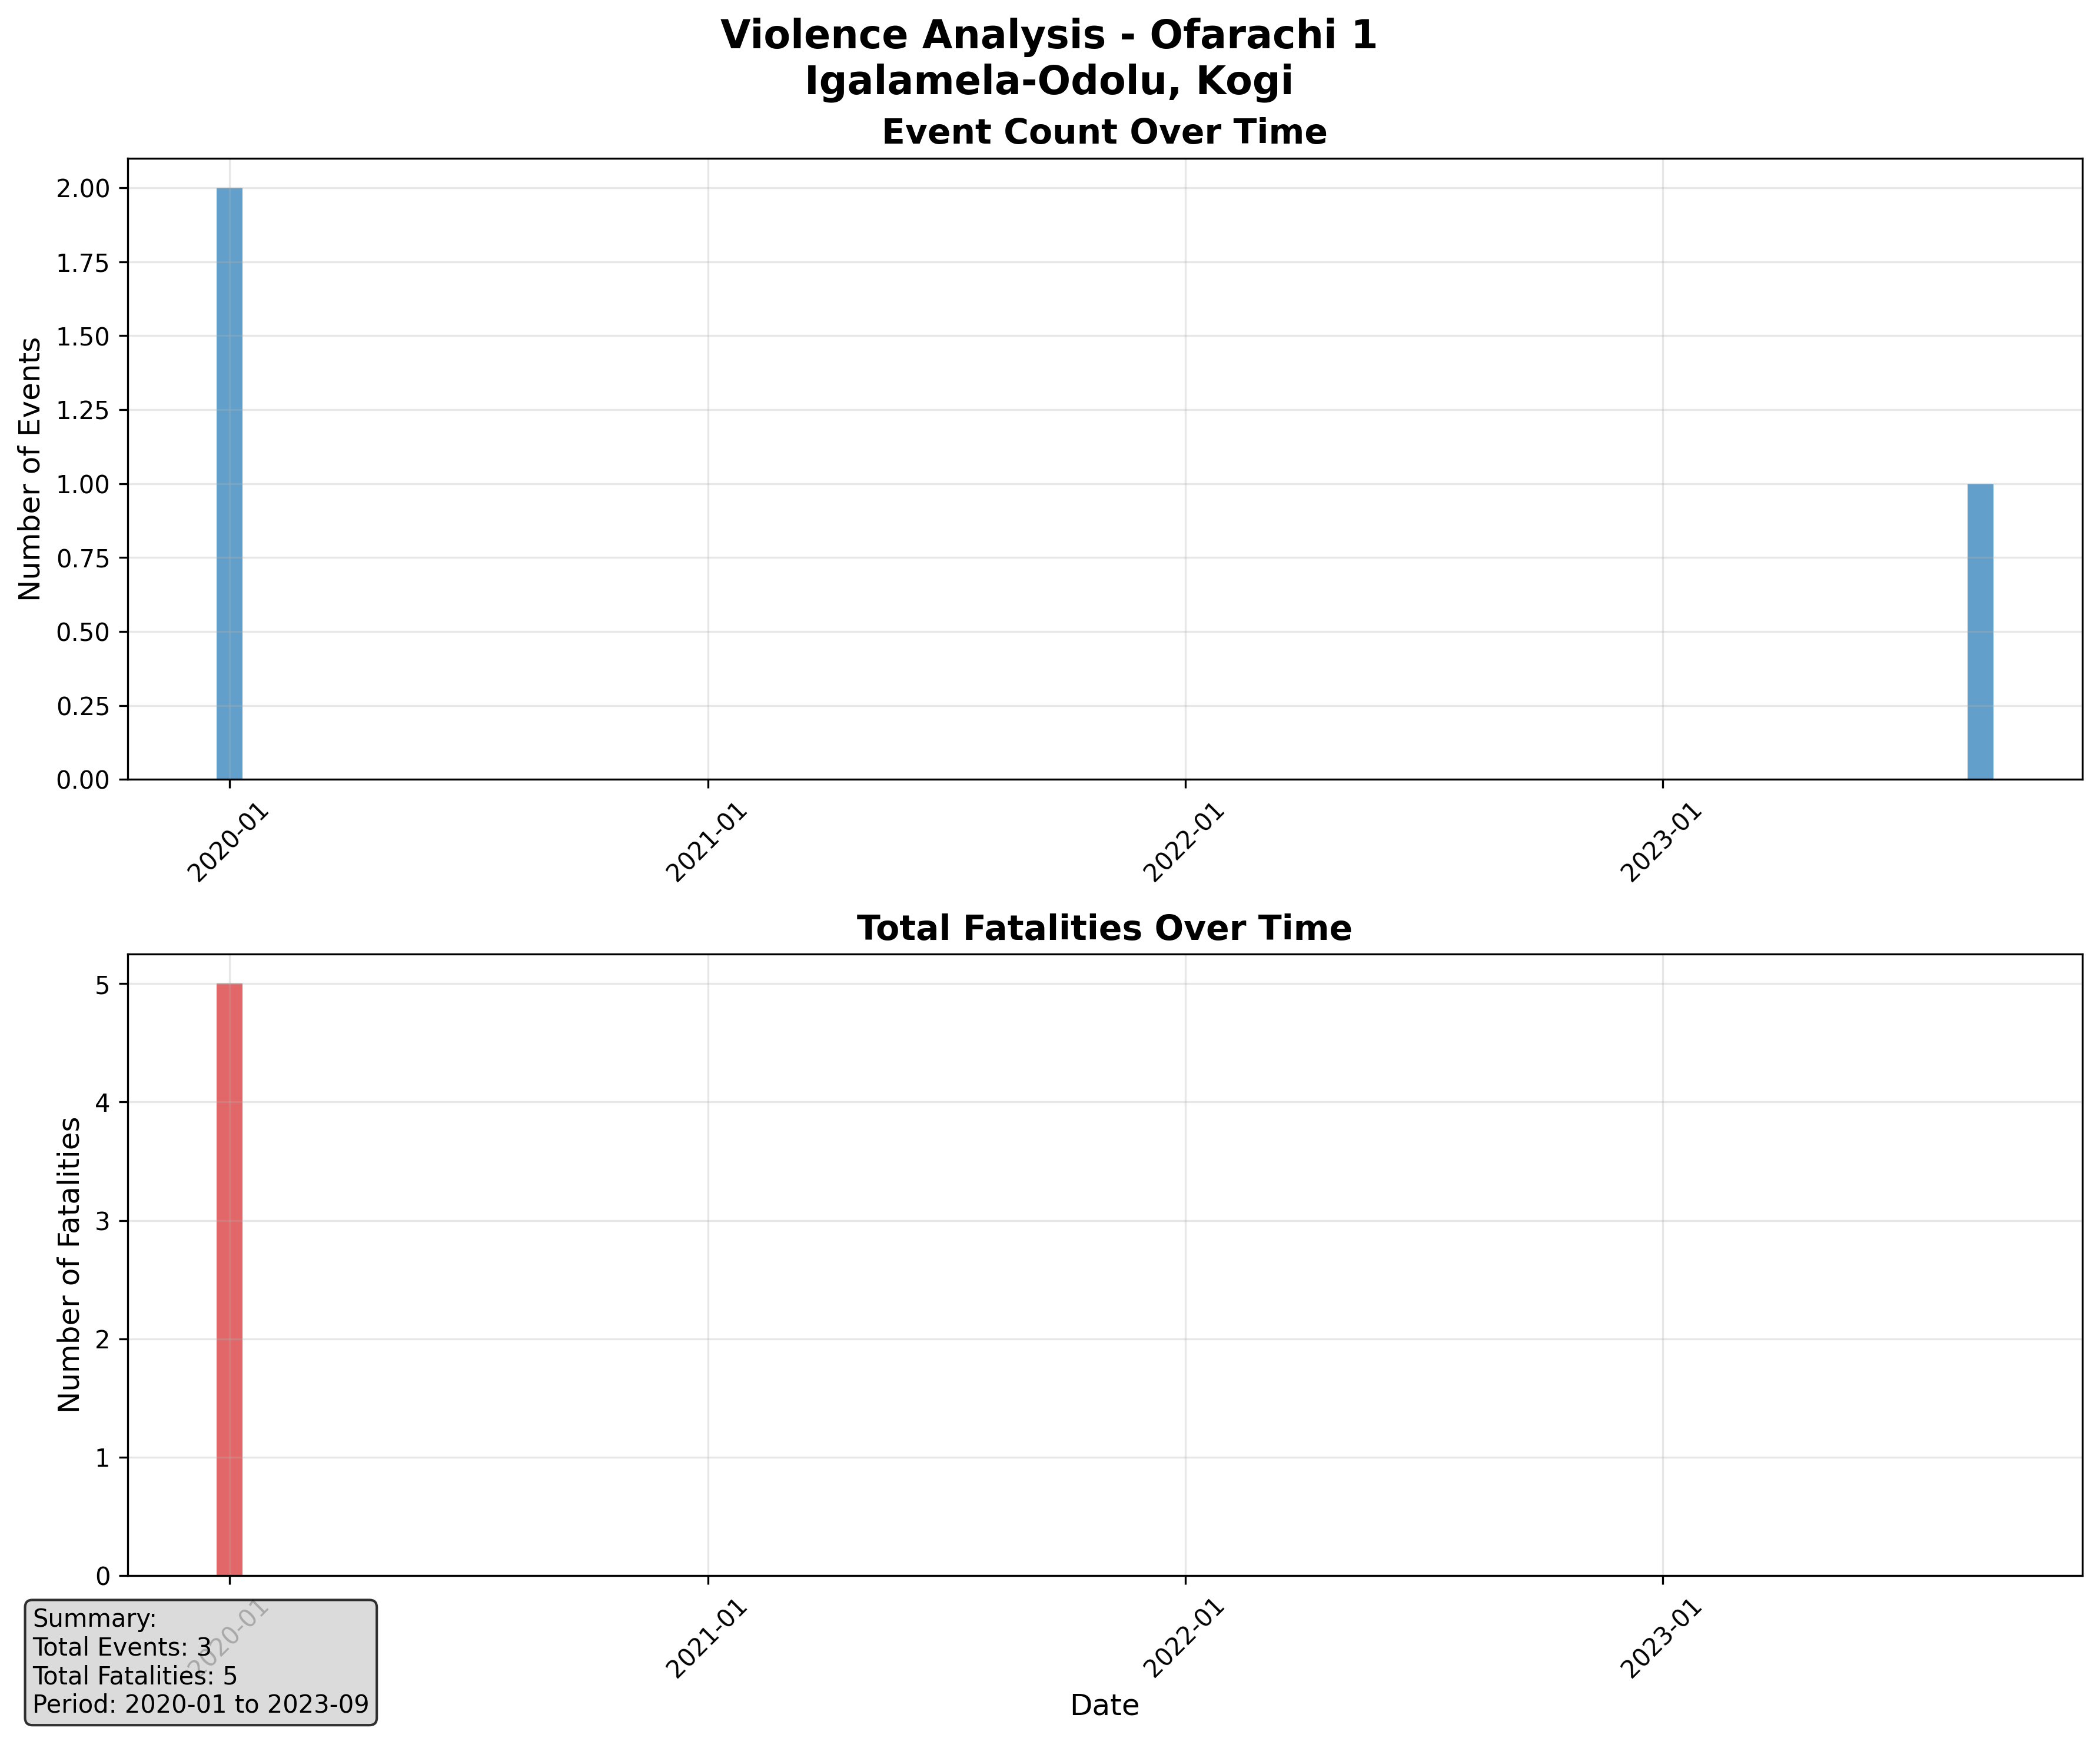 Violence Analysis - Ofarachi 1
Igalamela-Odolu, Kogi
Event Count Over Time
Number of Events
2.00
1.75
1.50
1.25
1.00
0.75
0.50
0.25
0.00
2020-01
2021-01
2022-01
2023-01
Total Fatalities Over Time
Number of Fatalities
5
4
3
2
1
0
2020-01
2021-01
2022-01
2023-01
Date
Summary:
Total Events: 3
Total Fatalities: 5
Period: 2020-01 to 2023-09